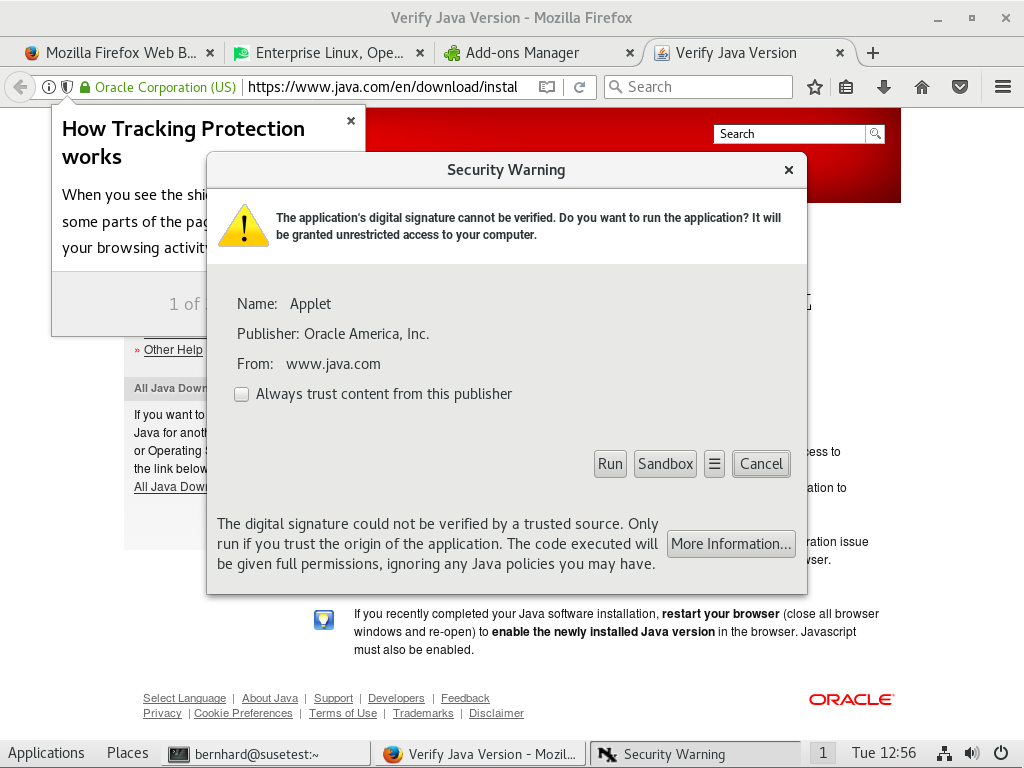 Verify Java Version - Mozilla Firefox
Mozilla Firefox Web B...
Enterprise Linux, Ope...
Add-ons Manager
Verify Java Version
Oracle Corporation (US)
https://www.java.com/en/download/instal
Search
How Tracking Protection
works
When you see the shi
some parts of the pag
your browsing activit
1 of
Search
Security Warning
The application's digital signature cannot be verified. Do you want to run the application? It will
be granted unrestricted access to your computer.
Name: Applet
Publisher: Oracle America, Inc.
From: www.java.com
Always trust content from this publisher
Run
Sandbox
Cancel
The digital signature could not be verified by a trusted source. Only
run if you trust the origin of the application. The code executed will
be given full permissions, ignoring any Java policies you may have.
More Information...
» Other Help
All Java Down
If you want to
Java for anoth
or Operating S
the link below
All Java Down
cess to
ation to
ration issue
wser.
If you recently completed your Java software installation, restart your browser (close all browser
windows and re-open) to enable the newly installed Java version in the browser. Javascript
must also be enabled.
Select Language | About Java | Support | Developers | Feedback
Privacy | Cookie Preferences | Terms of Use | Trademarks | Disclaimer
ORACLE
Applications
Places
bernhard@susetest:~
Verify Java Version - Mozil...
Security Warning
1
Tue 12:56